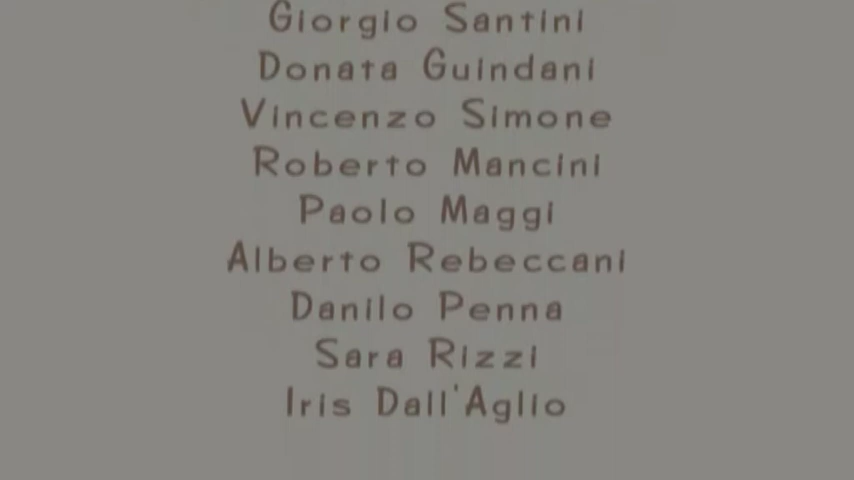 Giorgio Santini
Donata Guindani
Vincenzo Simone
Roberto Mancini
Paolo Maggi
Alberto Rebeccani
Danilo Penna
Sara Rizzi
Iris Dall'Aglio